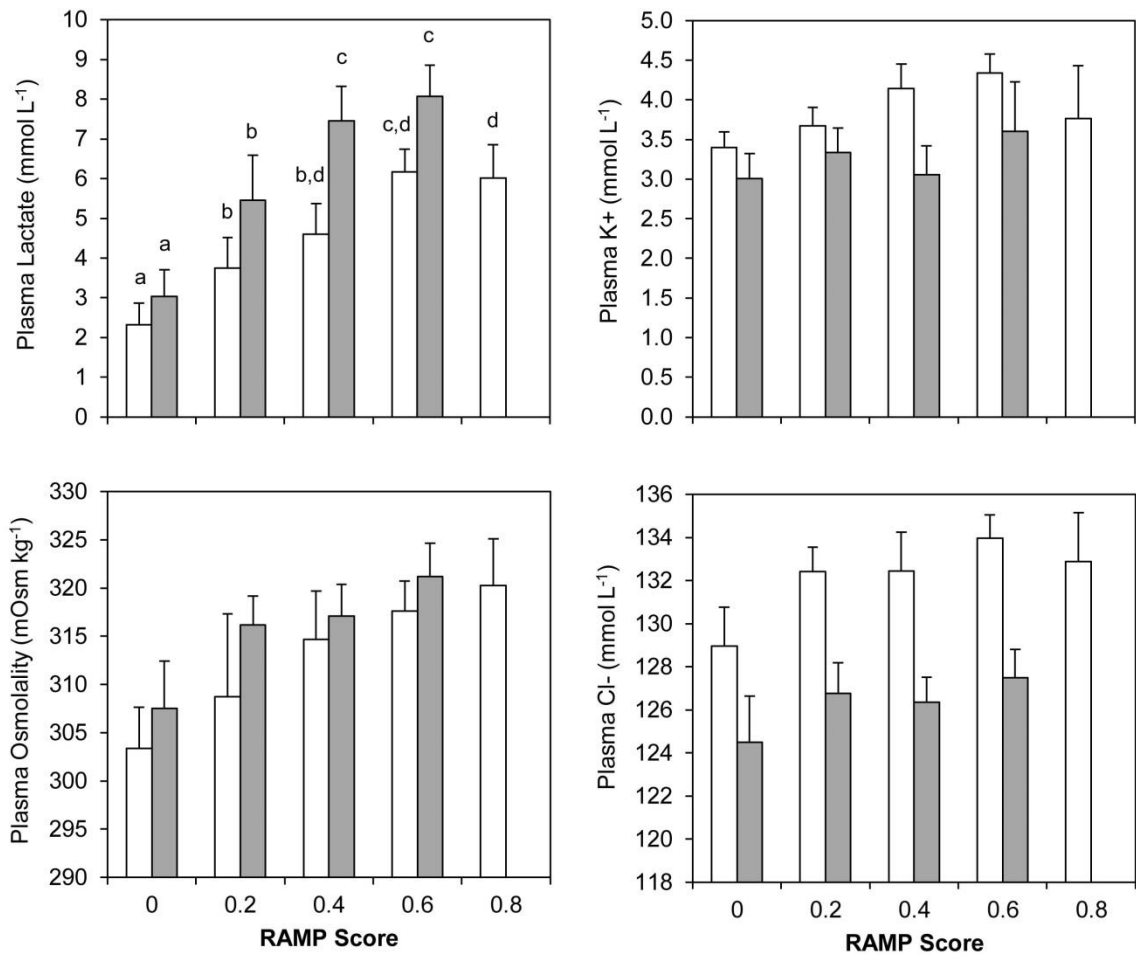 Plasma Lactate (mmol L⁻¹)
10
9
8
7
6
5
4
3
2
1
0
a
a
b
b
b,d
c
c,d
c
d
Plasma K+ (mmol L⁻¹)
5.0
4.5
4.0
3.5
3.0
2.5
2.0
1.5
1.0
0.5
0.0
Plasma Osmolality (mOsm kg⁻¹)
330
325
320
315
310
305
300
295
290
0 0.2 0.4 0.6 0.8
RAMP Score
Plasma Cl- (mmol L⁻¹)
136
134
132
130
128
126
124
122
120
118
0 0.2 0.4 0.6 0.8
RAMP Score